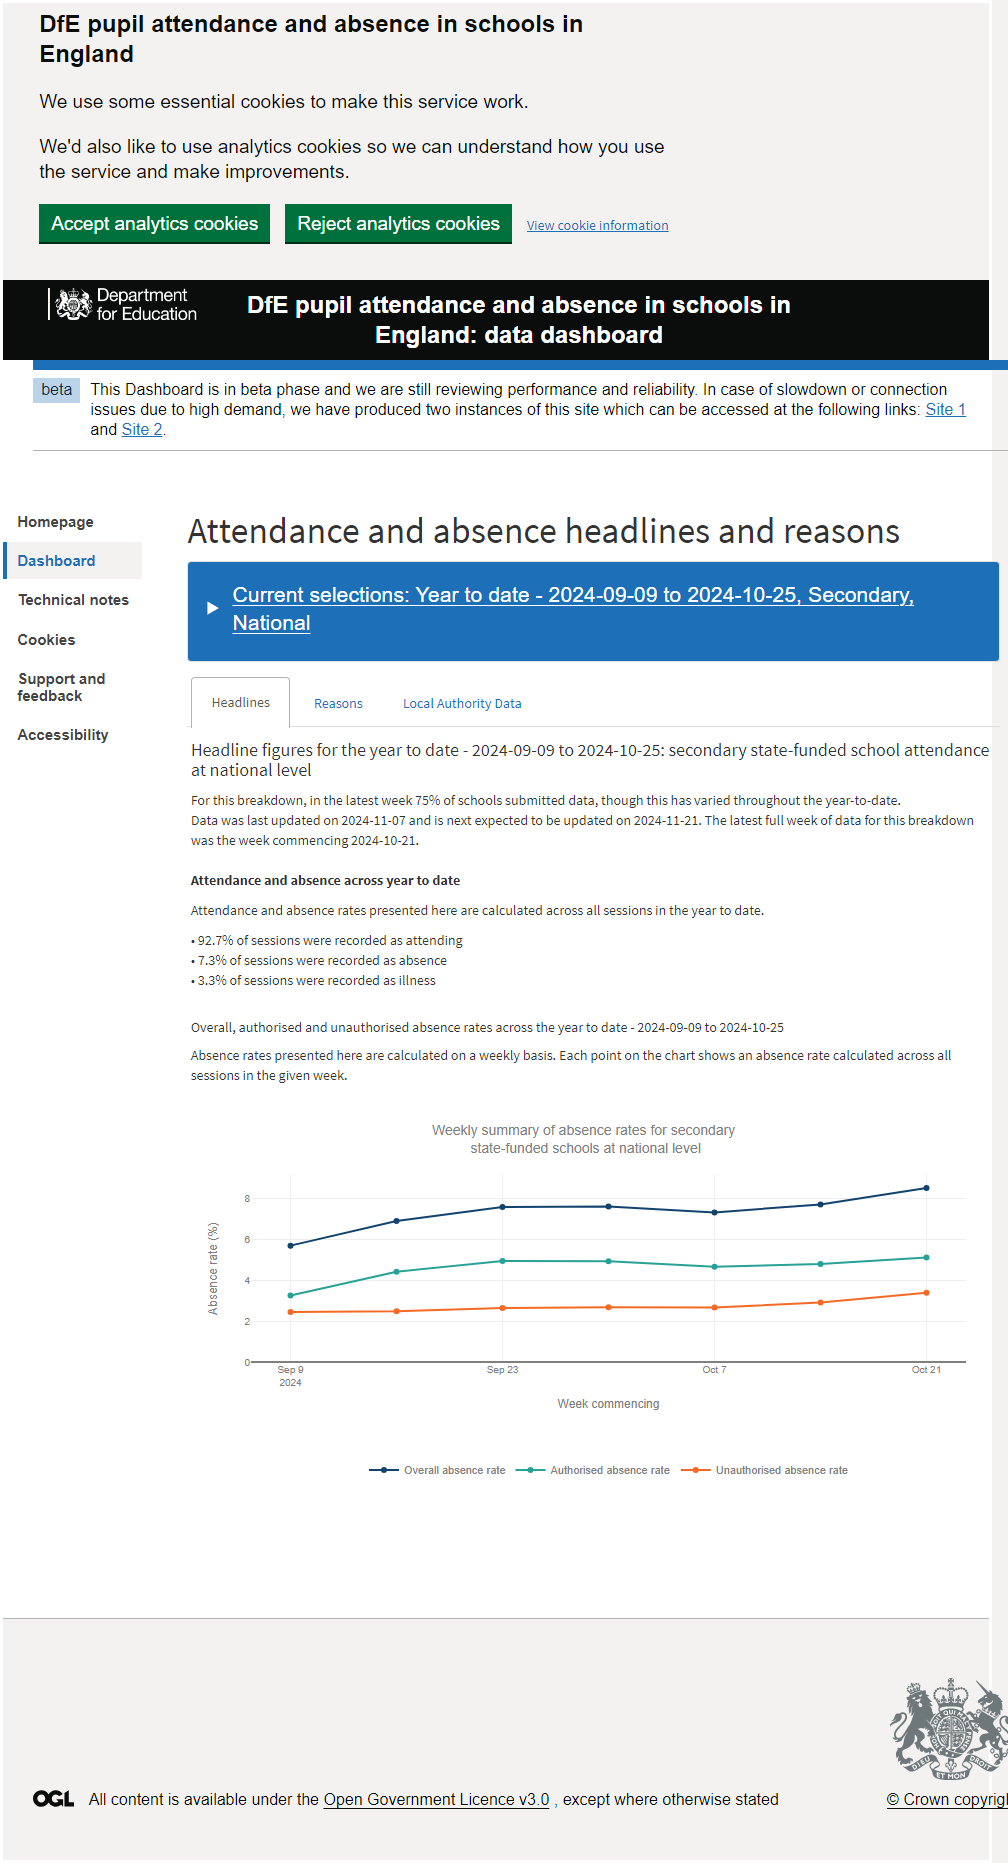 DfE pupil attendance and absence in schools in
England
We use some essential cookies to make this service work.
We'd also like to use analytics cookies so we can understand how you use
the service and make improvements.
Accept analytics cookies Reject analytics cookies View cookie information
Department
for Education
DfE pupil attendance and absence in schools in
England: data dashboard
beta This Dashboard is in beta phase and we are still reviewing performance and reliability. In case of slowdown or connection
issues due to high demand, we have produced two instances of this site which can be accessed at the following links: Site 1
and Site 2.
Homepage
Dashboard
Technical notes
Cookies
Support and
feedback
Accessibility
Attendance and absence headlines and reasons
Current selections: Year to date - 2024-09-09 to 2024-10-25, Secondary,
National
Headlines Reasons Local Authority Data
Headline figures for the year to date - 2024-09-09 to 2024-10-25: secondary state-funded school attendance
at national level
For this breakdown, in the latest week 75% of schools submitted data, though this has varied throughout the year-to-date.
Data was last updated on 2024-11-07 and is next expected to be updated on 2024-11-21. The latest full week of data for this breakdown
was the week commencing 2024-10-21.
Attendance and absence across year to date
Attendance and absence rates presented here are calculated across all sessions in the year to date.
• 92.7% of sessions were recorded as attending
• 7.3% of sessions were recorded as absence
• 3.3% of sessions were recorded as illness
Overall, authorised and unauthorised absence rates across the year to date - 2024-09-09 to 2024-10-25
Absence rates presented here are calculated on a weekly basis. Each point on the chart shows an absence rate calculated across all
sessions in the given week.
Weekly summary of absence rates for secondary
state-funded schools at national level
Absence rate (%)
8
6
4
2
0
Sep 9 Sep 23 Oct 7 Oct 21
2024
Week commencing
Overall absence rate Authorised absence rate Unauthorised absence rate
DIEU ET MON DROIT
OGL All content is available under the Open Government Licence v3.0 , except where otherwise stated
© Crown copyrig